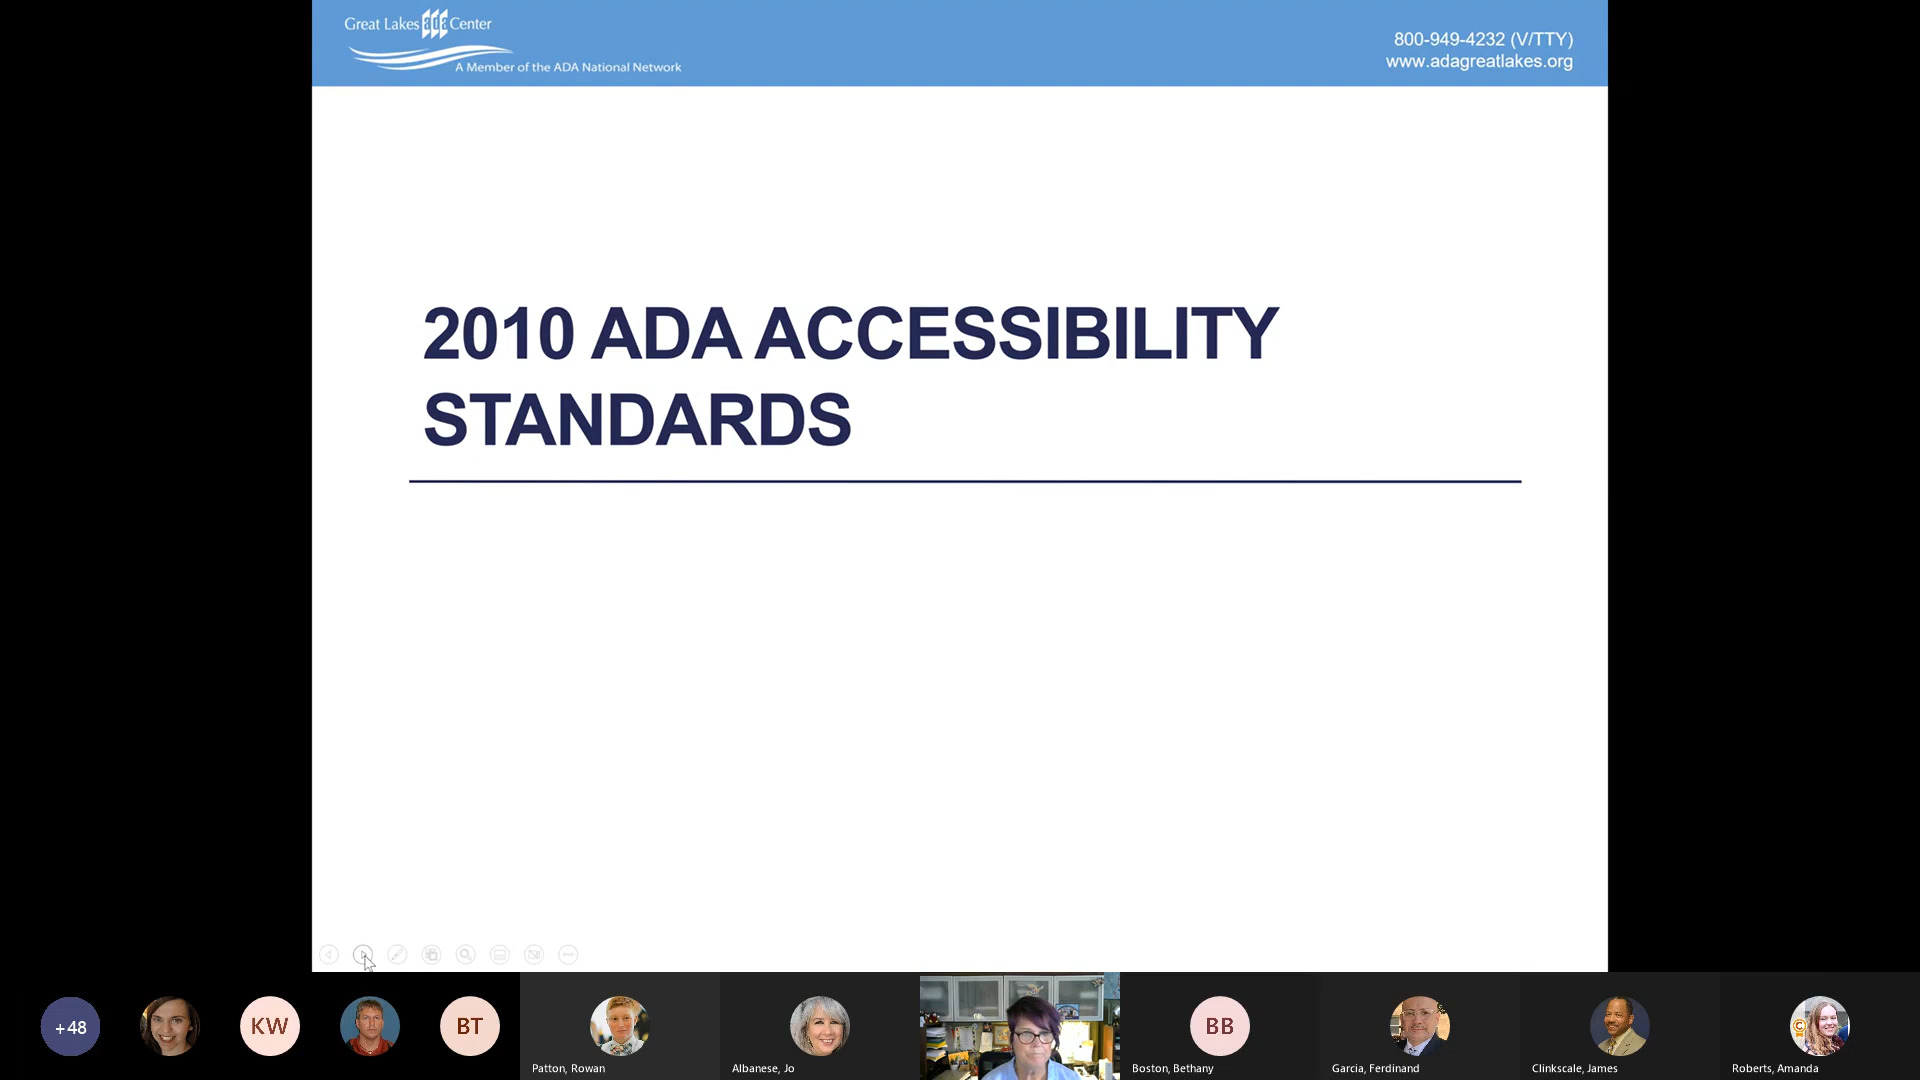 Great Lakes ada Center
A Member of the ADA National Network
800-949-4232 (V/TTY)
www.adagreatlakes.org
2010 ADA ACCESSIBILITY
STANDARDS
+48
KW
BT
BB
Patton, Rowan
Albanese, Jo
Boston, Bethany
Garcia, Ferdinand
Clinkscale, James
Roberts, Amanda